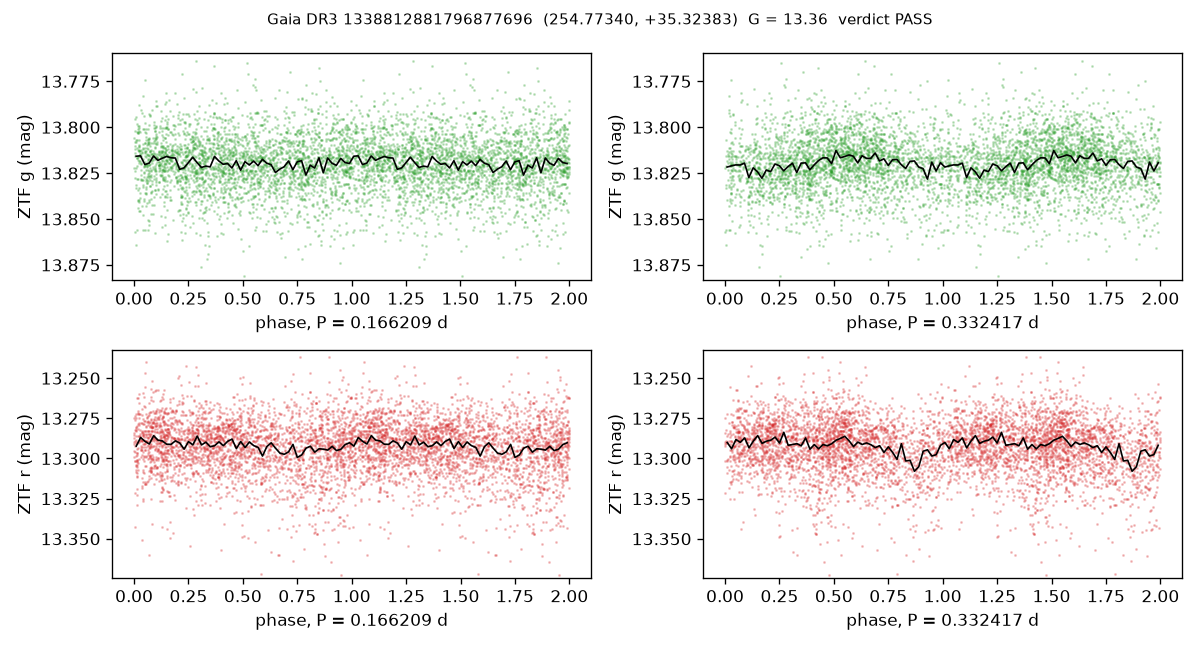 Gaia DR3 1338812881796877696  (254.77340, +35.32383)  G = 13.36  verdict PASS
ZTF g (mag)
13.775
13.800
13.825
13.850
13.875
0.00 0.25 0.50 0.75 1.00 1.25 1.50 1.75 2.00
phase, P = 0.166209 d
ZTF g (mag)
13.775
13.800
13.825
13.850
13.875
0.00 0.25 0.50 0.75 1.00 1.25 1.50 1.75 2.00
phase, P = 0.332417 d
ZTF r (mag)
13.250
13.275
13.300
13.325
13.350
0.00 0.25 0.50 0.75 1.00 1.25 1.50 1.75 2.00
phase, P = 0.166209 d
ZTF r (mag)
13.250
13.275
13.300
13.325
13.350
0.00 0.25 0.50 0.75 1.00 1.25 1.50 1.75 2.00
phase, P = 0.332417 d